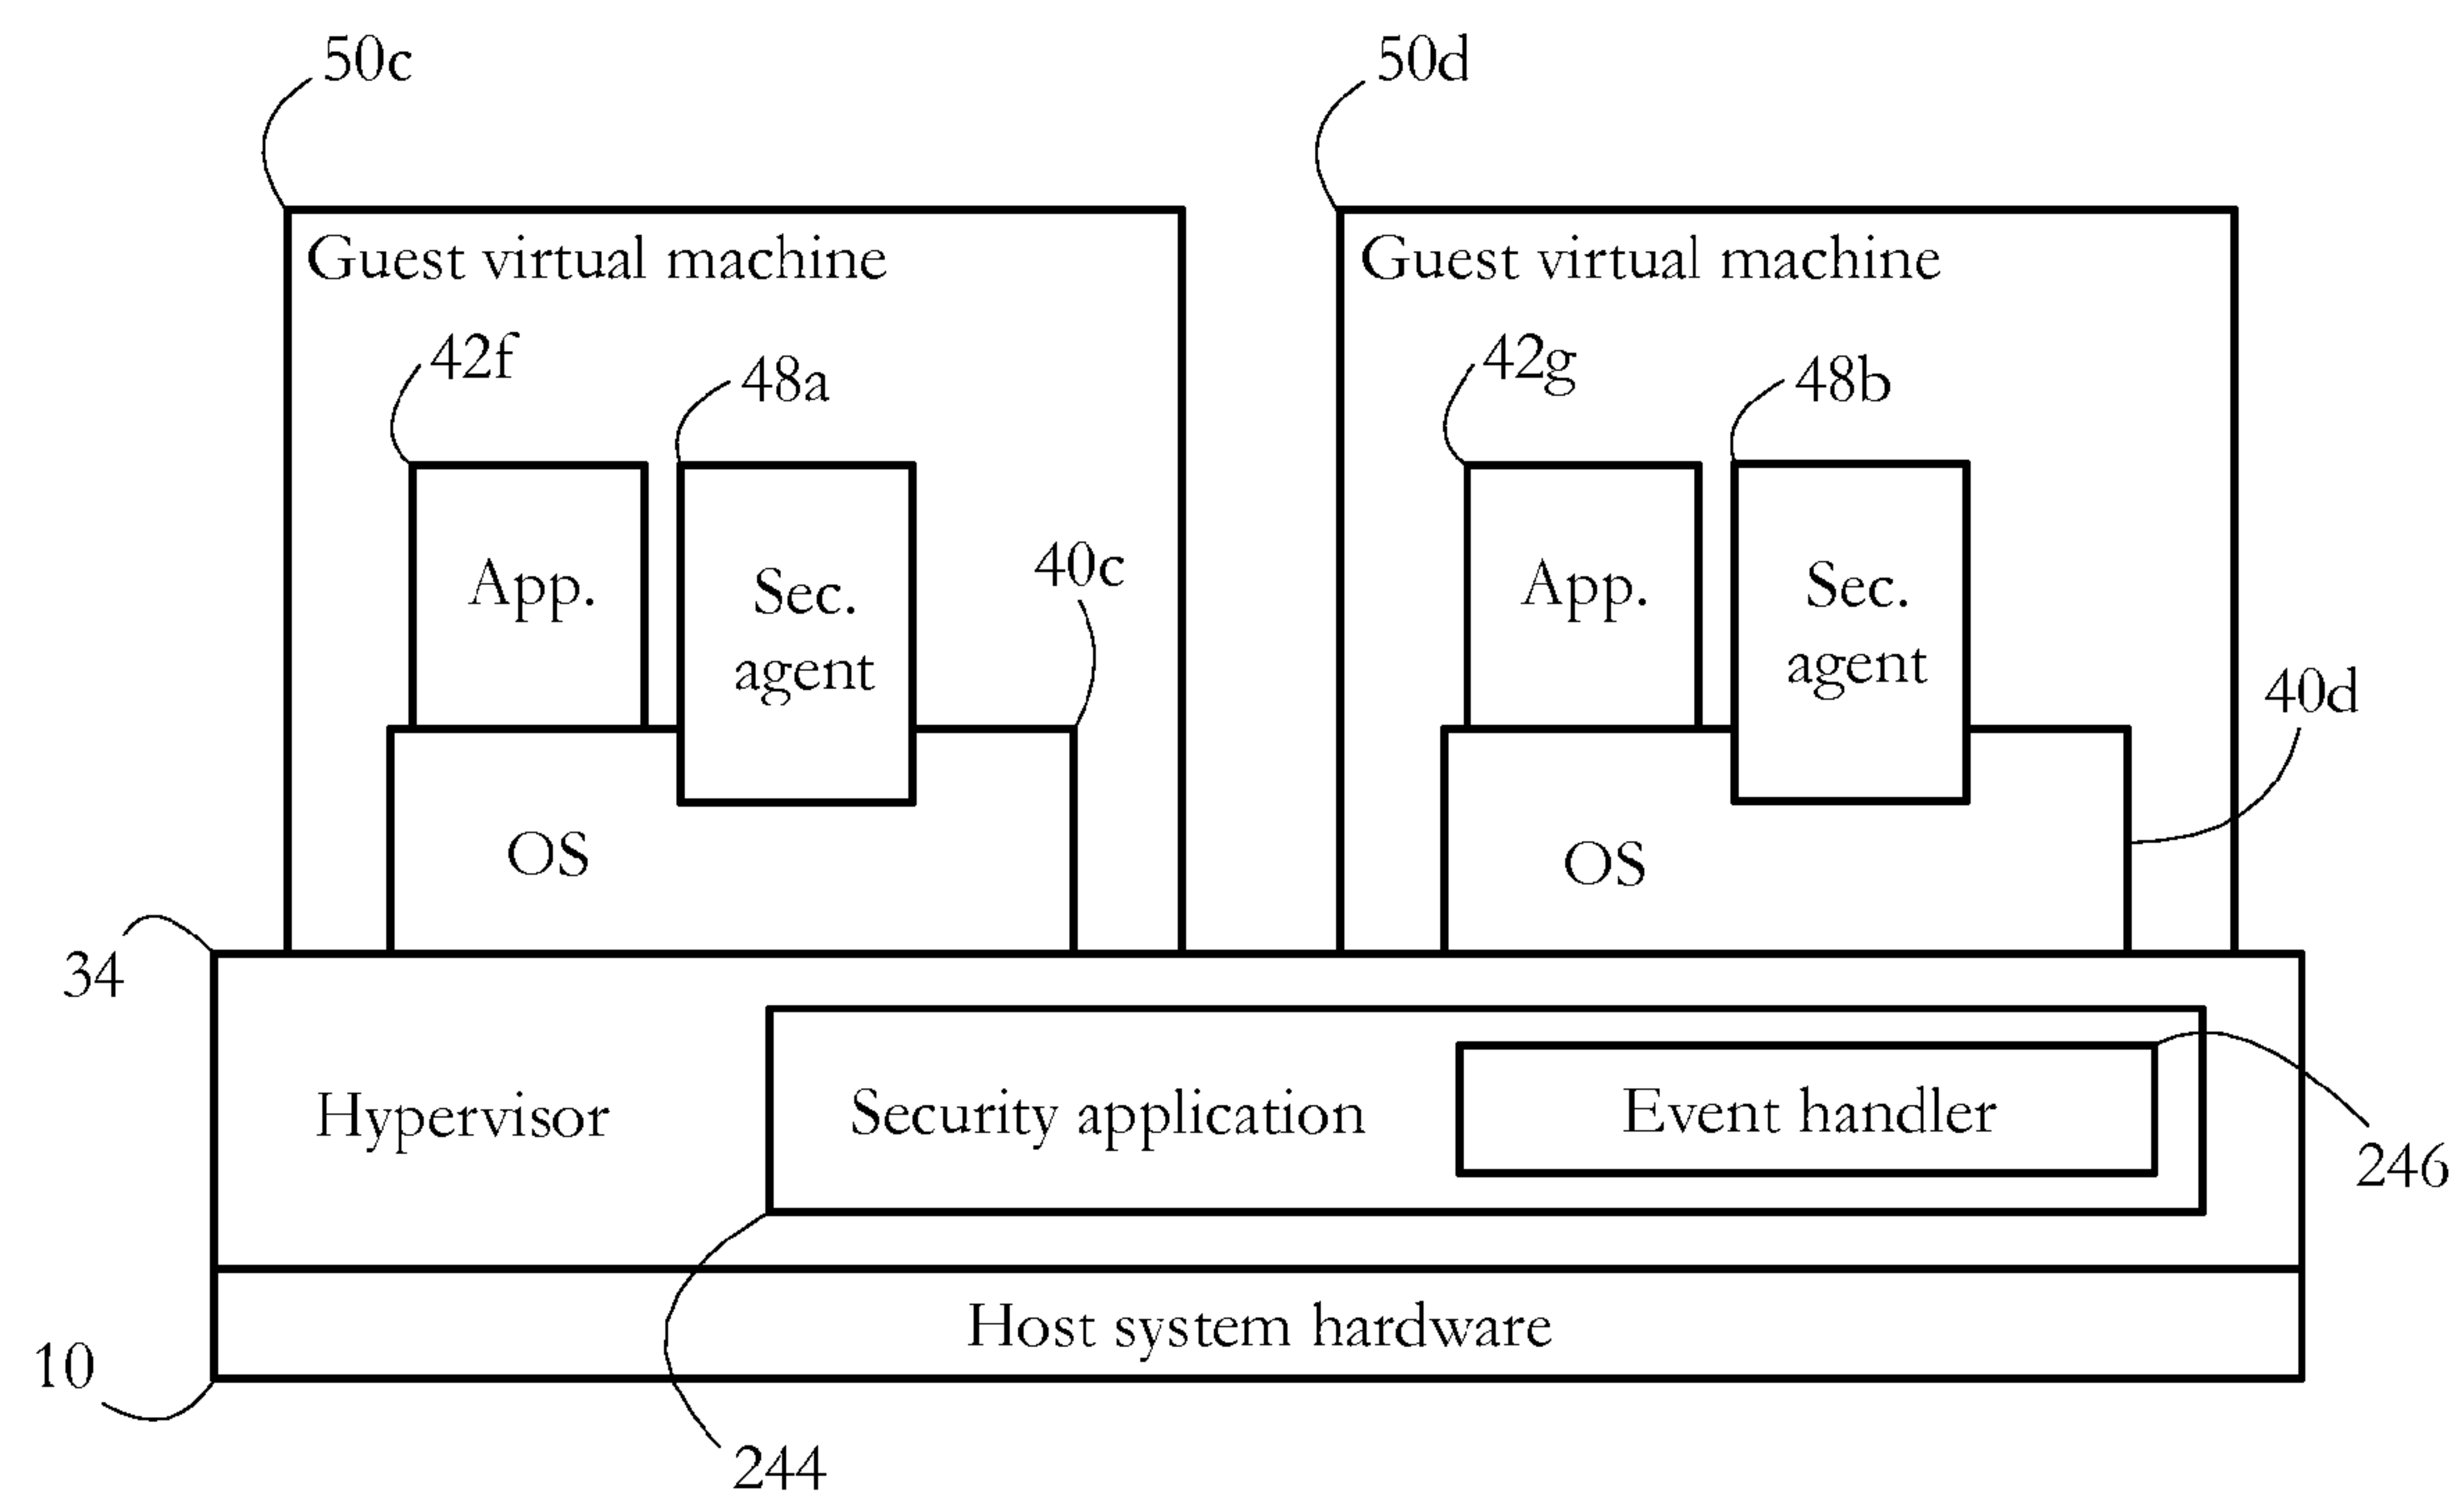 50c
50d
Guest virtual machine
Guest virtual machine
42f
48a
42g
48b
App.
Sec.
agent
40c
App.
Sec.
agent
40d
OS
OS
34
Hypervisor
Security application
Event handler
246
Host system hardware
10
244